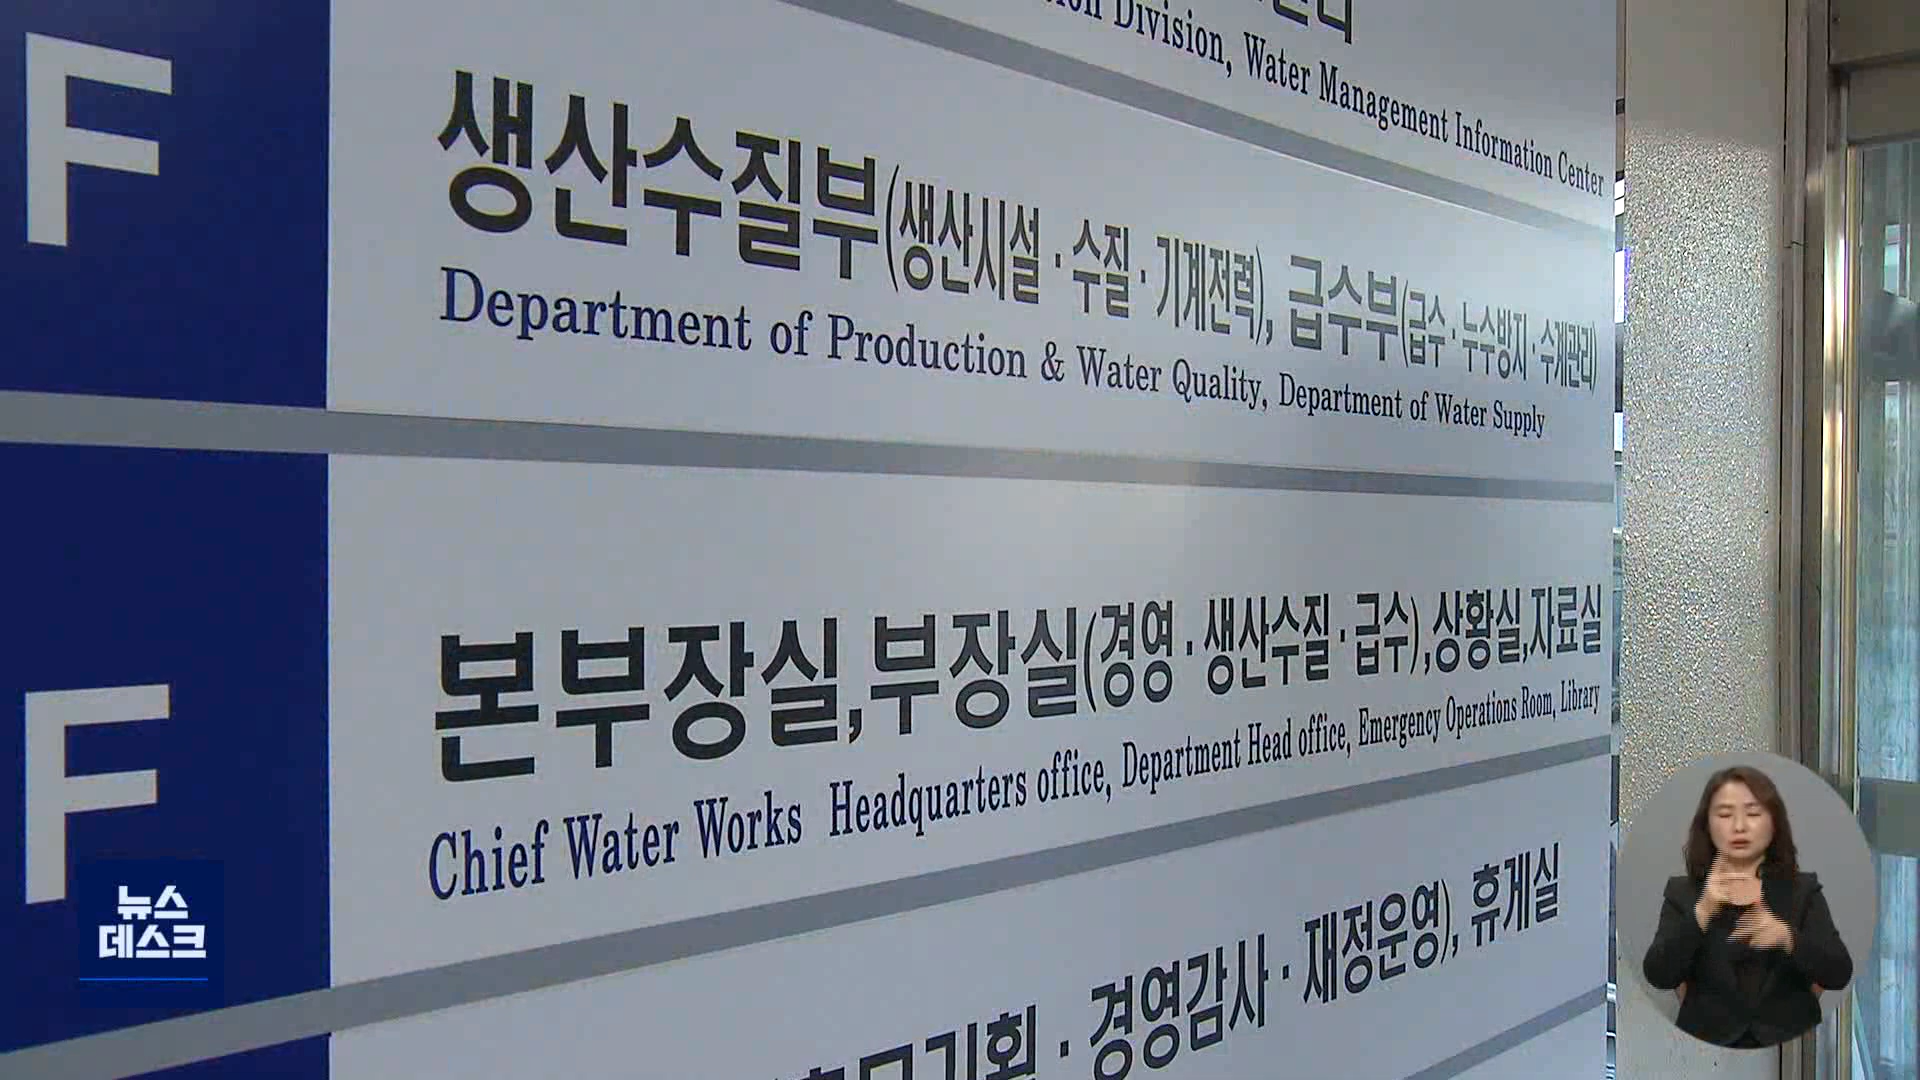 Division, Water Management Information Center
F
생산수질부(생산시설·수질·기계전력), 급수부(급수·누수방지·수계관리)
Department of Production & Water Quality, Department of Water Supply
F
본부장실,부장실(경영·생산수질·급수),상황실,자료실
Chief Water Works Headquarters office, Department Head office, Emergency Operations Room, Library
·경영감사·재정운영), 휴게실
뉴스
데스크